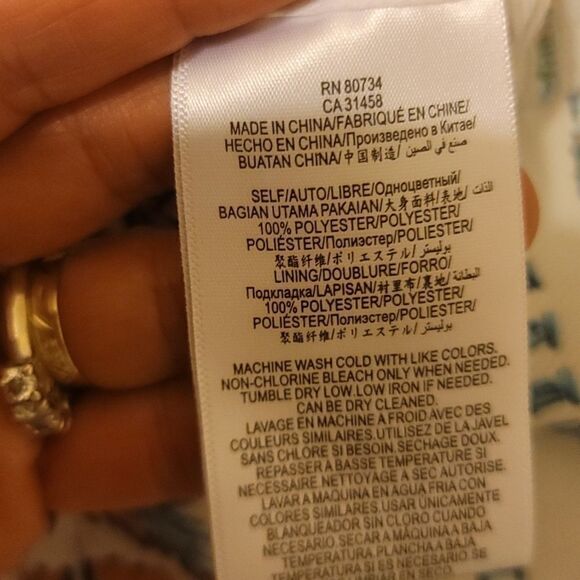 RN 80734
CA 31458
MADE IN CHINA/FABRIQUÉ EN CHINE/
HECHO EN CHINA/Произведено в Китае/
BUATAN CHINA/中国制造/ صنع في الصين/
SELF/AUTO/LIBRE/Одноцветный/
BAGIAN UTAMA PAKAIAN/大身面料/表地/ الذات/
100% POLYESTER/POLYESTER/
POLIÉSTER/Полиэстер/POLIESTER/
聚酯纤维/ポリエステル/ بوليستر/
LINING/DOUBLURE/FORRO/
Подкладка/LAPISAN/衬里布/裏地/ البطانة/
100% POLYESTER/POLYESTER/
POLIÉSTER/Полиэстер/POLIESTER/
聚酯纤维/ポリエステル/ بوليستر/
MACHINE WASH COLD WITH LIKE COLORS.
NON-CHLORINE BLEACH ONLY WHEN NEEDED.
TUMBLE DRY LOW. LOW IRON IF NEEDED.
CAN BE DRY CLEANED.
LAVAGE EN MACHINE A FROID AVEC DES
COULEURS SIMILAIRES. UTILISEZ DE LA JAVEL
SANS CHLORE SI BESOIN. SECHAGE DOUX.
REPASSER A BASSE TEMPERATURE SI
NECESSAIRE. NETTOYAGE A SEC AUTORISE.
LAVAR A MAQUINA EN AGUA FRIA CON
COLORES SIMILARES. USAR ÚNICAMENTE
BLANQUEADOR SIN CLORO CUANDO
NECESARIO. SECAR A MÁQUINA A BAJA
TEMPERATURA. PLANCHA A BAJA
TEMPERATURA SI ES NECESARIO. SE
EN SECO.